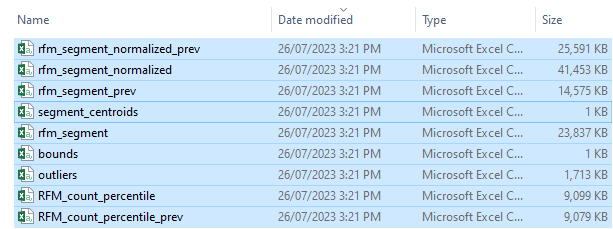 Name Date modified Type Size
rfm_segment_normalized_prev 26/07/2023 3:21 PM Microsoft Excel C... 25,591 KB
rfm_segment_normalized 26/07/2023 3:21 PM Microsoft Excel C... 41,453 KB
rfm_segment_prev 26/07/2023 3:21 PM Microsoft Excel C... 14,575 KB
segment_centroids 26/07/2023 3:21 PM Microsoft Excel C... 1 KB
rfm_segment 26/07/2023 3:21 PM Microsoft Excel C... 23,837 KB
bounds 26/07/2023 3:21 PM Microsoft Excel C... 1 KB
outliers 26/07/2023 3:21 PM Microsoft Excel C... 1,713 KB
RFM_count_percentile 26/07/2023 3:21 PM Microsoft Excel C... 9,099 KB
RFM_count_percentile_prev 26/07/2023 3:21 PM Microsoft Excel C... 9,079 KB